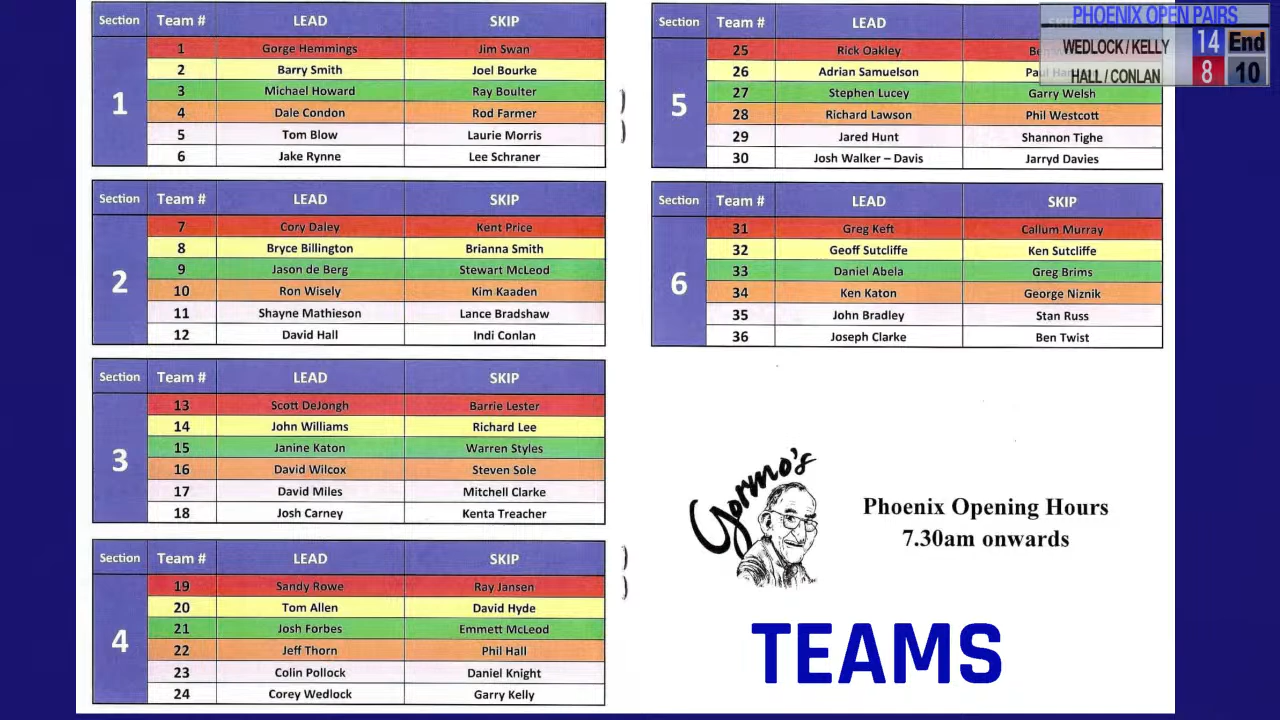 Section Team # LEAD SKIP
1
1 Gorge Hemmings Jim Swan
2 Barry Smith Joel Bourke
3 Michael Howard Ray Boulter
4 Dale Condon Rod Farmer
5 Tom Blow Laurie Morris
6 Jake Rynne Lee Schraner
Section Team # LEAD SKIP
2
7 Cory Daley Kent Price
8 Bryce Billington Brianna Smith
9 Jason de Berg Stewart McLeod
10 Ron Wisely Kim Kaaden
11 Shayne Mathieson Lance Bradshaw
12 David Hall Indi Conlan
Section Team # LEAD SKIP
3
13 Scott DeJongh Barrie Lester
14 John Williams Richard Lee
15 Janine Katon Warren Styles
16 David Wilcox Steven Sole
17 David Miles Mitchell Clarke
18 Josh Carney Kenta Treacher
Section Team # LEAD SKIP
4
19 Sandy Rowe Ray Jansen
20 Tom Allen David Hyde
21 Josh Forbes Emmett McLeod
22 Jeff Thorn Phil Hall
23 Colin Pollock Daniel Knight
24 Corey Wedlock Garry Kelly
PHOENIX OPEN PAIRS
WEDLOCK / KELLY 14 End
HALL / CONLAN 8 10
Section Team # LEAD
5
25 Rick Oakley
26 Adrian Samuelson Paul
27 Stephen Lucey Garry Welsh
28 Richard Lawson Phil Westcott
29 Jared Hunt Shannon Tighe
30 Josh Walker – Davis Jarryd Davies
Section Team # LEAD SKIP
6
31 Greg Keft Callum Murray
32 Geoff Sutcliffe Ken Sutcliffe
33 Daniel Abela Greg Brims
34 Ken Katon George Niznik
35 John Bradley Stan Russ
36 Joseph Clarke Ben Twist
Gormo's
Phoenix Opening Hours
7.30am onwards
TEAMS